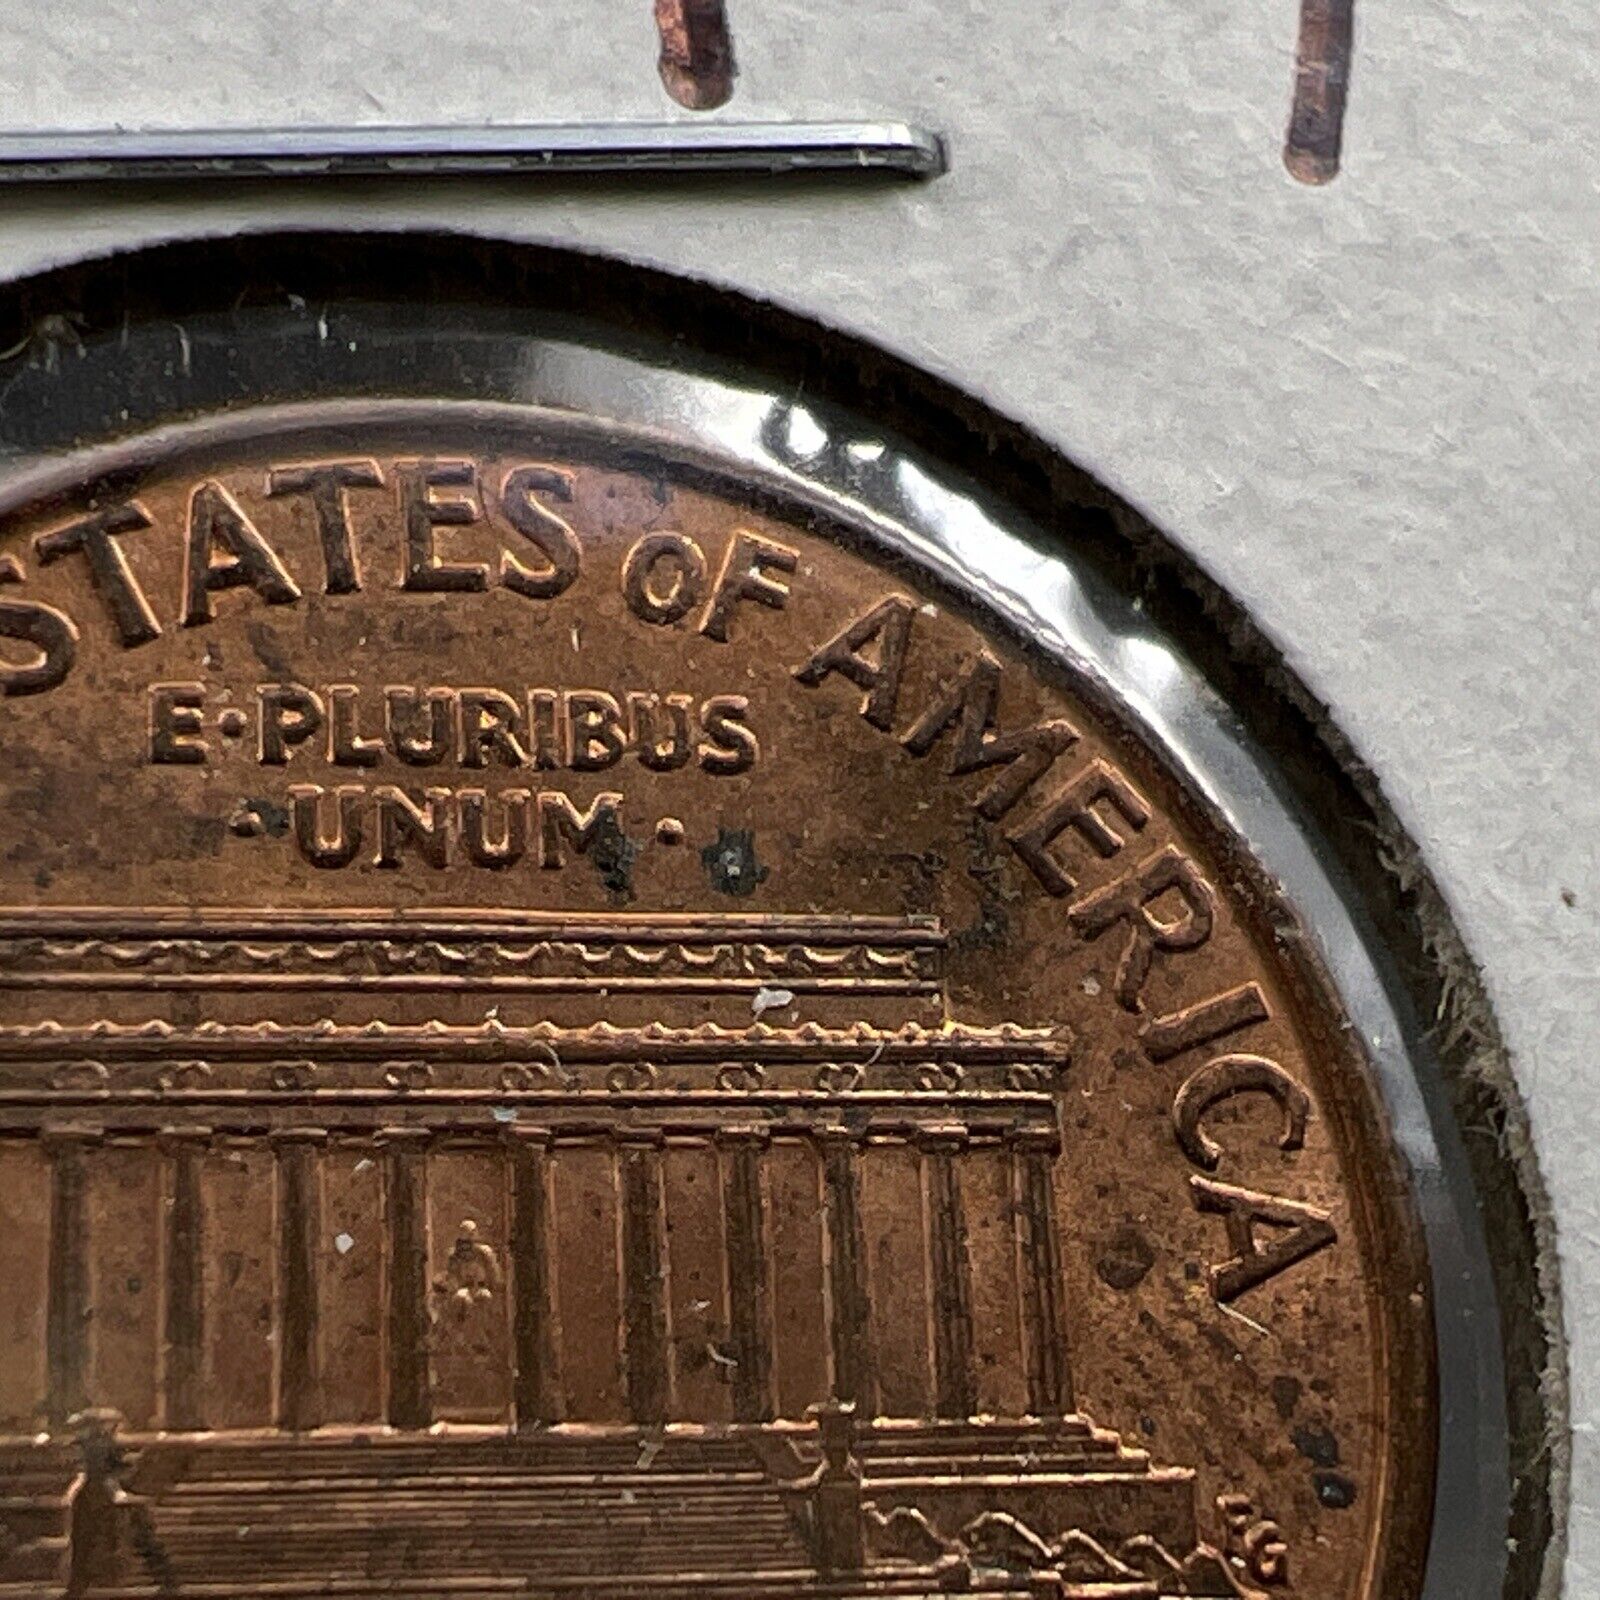 STATES OF AMERICA
E·PLURIBUS
·UNUM·
FG